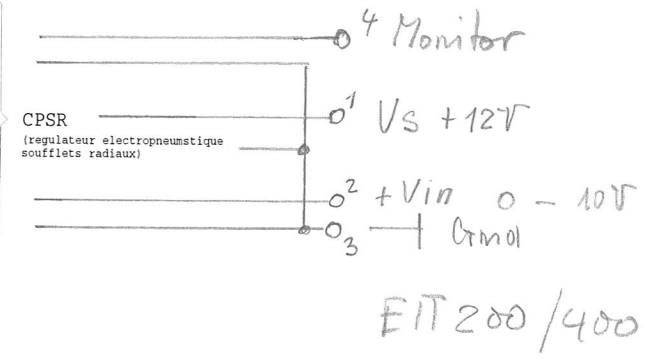 4 Monitor
CPSR
1 Vs +12V
(regulateur electropneumstique
soufflets radiaux)
2 +Vin 0 - 10V
3 Gnd
EIT 200/400